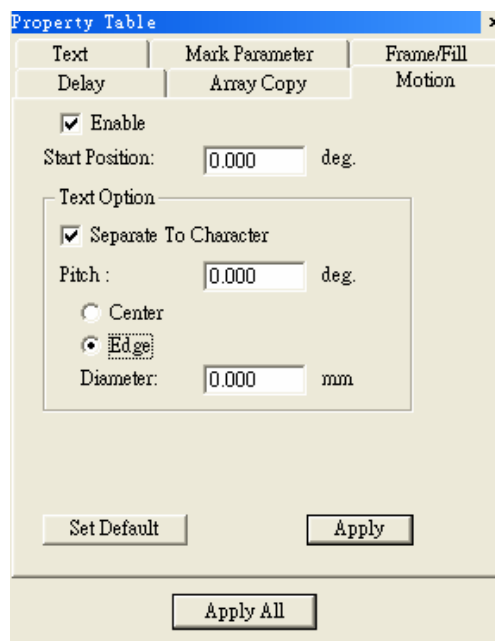 Property Table
Text Mark Parameter Frame/Fill
Delay Array Copy Motion
Enable
Start Position: 0.000 deg.
Text Option
Separate To Character
Pitch : 0.000 deg.
Center
Edge
Diameter: 0.000 mm
Set Default Apply
Apply All